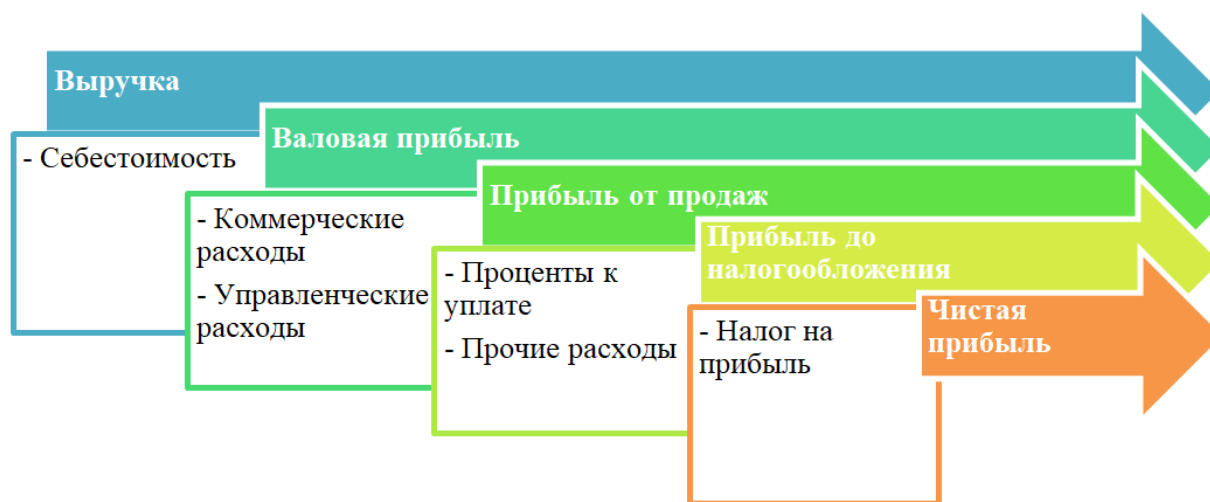 Выручка
- Себестоимость
Валовая прибыль
- Коммерческие
расходы
- Управленческие
расходы
Прибыль от продаж
- Проценты к
уплате
- Прочие расходы
Прибыль до
налогообложения
- Налог на
прибыль
Чистая
прибыль